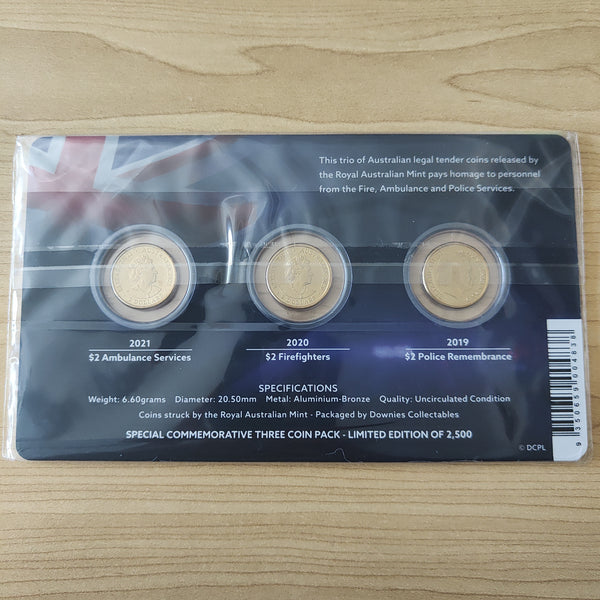 This trio of Australian legal tender coins released by
the Royal Australian Mint pays homage to personnel
from the Fire, Ambulance and Police Services.
2021
$2 Ambulance Services
2020
$2 Firefighters
2019
$2 Police Remembrance
SPECIFICATIONS
Weight: 6.60grams Diameter: 20.50mm Metal: Aluminium-Bronze Quality: Uncirculated Condition
Coins struck by the Royal Australian Mint - Packaged by Downies Collectables
SPECIAL COMMEMORATIVE THREE COIN PACK - LIMITED EDITION OF 2,500
© DCPL
9 350659 004838